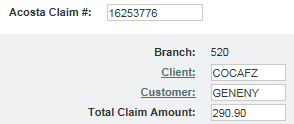 Acosta Claim #: 16253776
Branch: 520
Client: COCAFZ
Customer: GENENY
Total Claim Amount: 290.90